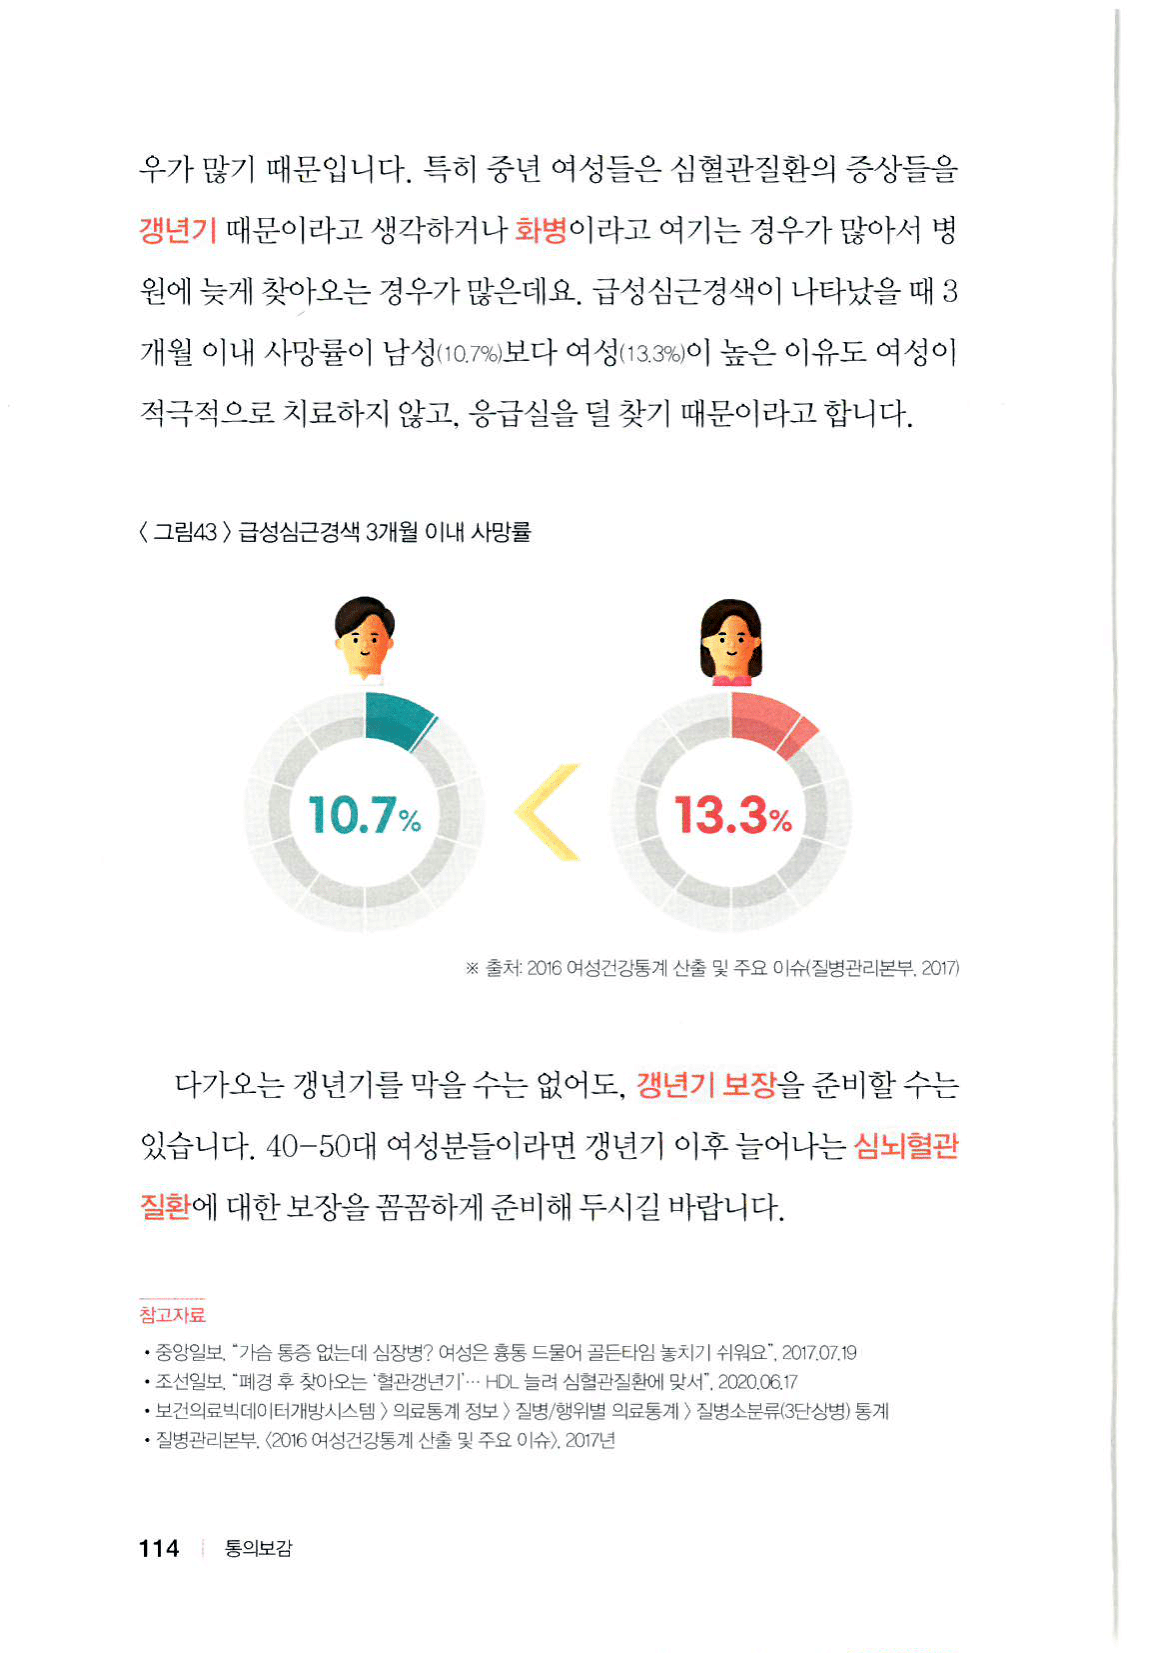 우가 많기 때문입니다. 특히 중년 여성들은 심혈관질환의 증상들을
갱년기 때문이라고 생각하거나 화병이라고 여기는 경우가 많아서 병
원에 늦게 찾아오는 경우가 많은데요. 급성심근경색이 나타났을 때 3
개월 이내 사망률이 남성(10.7%)보다 여성(13.3%)이 높은 이유도 여성이
적극적으로 치료하지 않고, 응급실을 덜 찾기 때문이라고 합니다.
〈 그림43 〉 급성심근경색 3개월 이내 사망률
10.7% < 13.3%
※ 출처: 2016 여성건강통계 산출 및 주요 이슈(질병관리본부, 2017)
다가오는 갱년기를 막을 수는 없어도, 갱년기 보장을 준비할 수는
있습니다. 40-50대 여성분들이라면 갱년기 이후 늘어나는 심뇌혈관
질환에 대한 보장을 꼼꼼하게 준비해 두시길 바랍니다.
참고자료
• 중앙일보, "가슴 통증 없는데 심장병? 여성은 흉통 드물어 골든타임 놓치기 쉬워요", 2017.07.19
• 조선일보, "폐경 후 찾아오는 '혈관갱년기'… HDL 늘려 심혈관질환에 맞서", 2020.06.17
• 보건의료빅데이터개방시스템 〉 의료통계 정보 〉 질병/행위별 의료통계 〉 질병소분류(3단상병) 통계
• 질병관리본부, 〈2016 여성건강통계 산출 및 주요 이슈〉, 2017년
114 | 통의보감